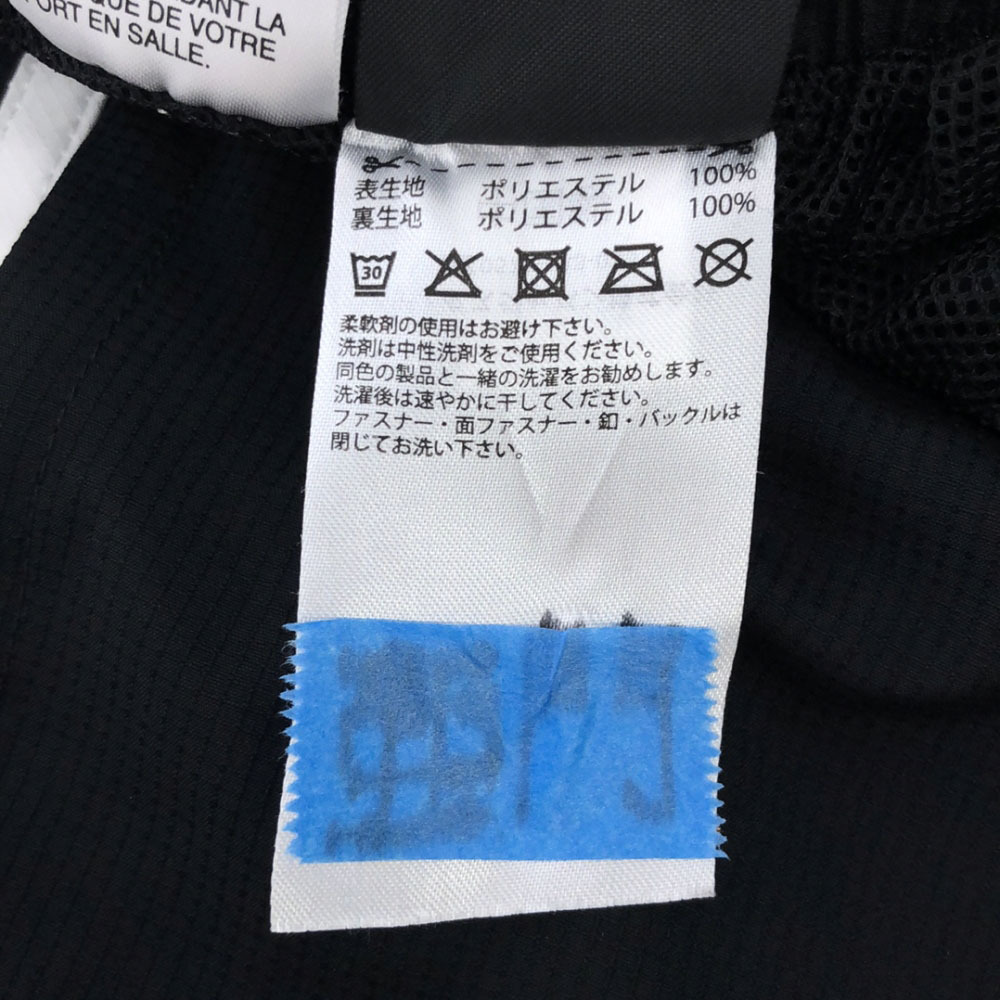 DANT LA
QUE DE VOTRE
PORT EN SALLE.
表生地 ポリエステル 100%
裏生地 ポリエステル 100%
30
柔軟剤の使用はお避け下さい。
洗剤は中性洗剤をご使用ください。
同色の製品と一緒の洗濯をお勧めします。
洗濯後は速やかに干してください。
ファスナー・面ファスナー・釦・バックルは
閉じてお洗い下さい。